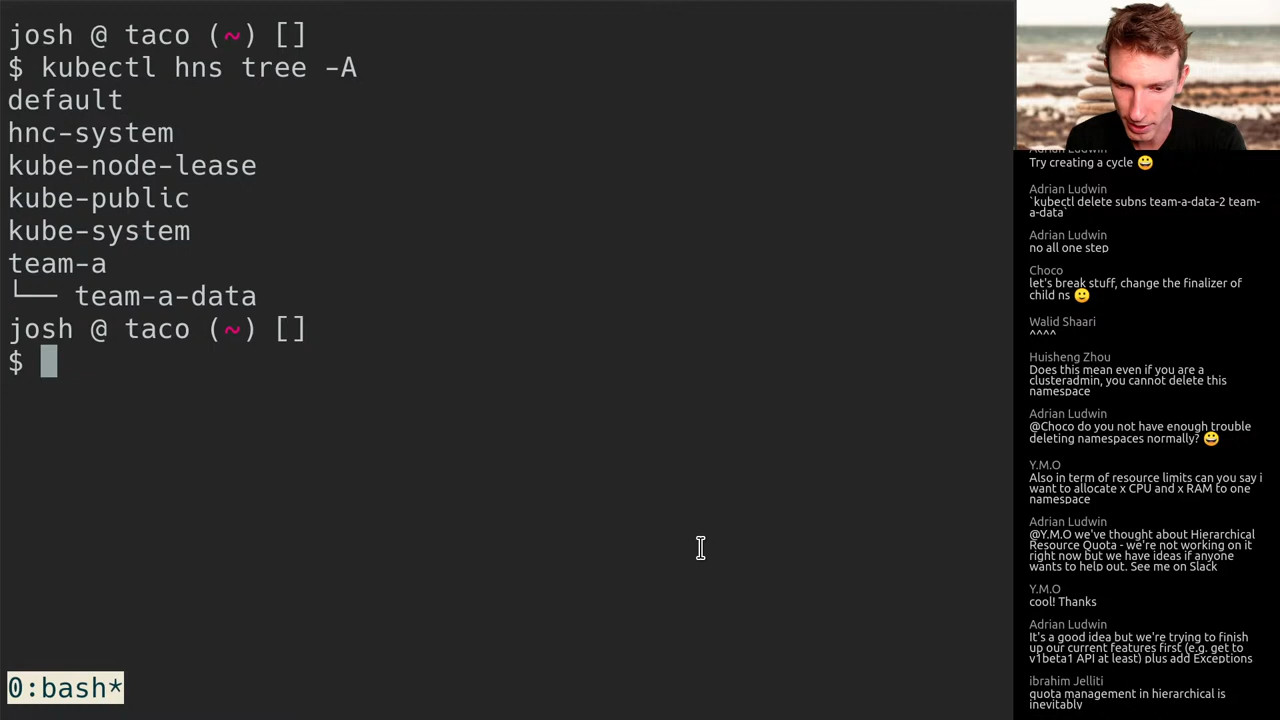 josh @ taco (~) []
$ kubectl hns tree -A
default
hnc-system
kube-node-lease
kube-public
kube-system
team-a
└── team-a-data
josh @ taco (~) []
$
0:bash*
Adrian Ludwin
Try creating a cycle 😀
Adrian Ludwin
`kubectl delete subns team-a-data-2 team-
a-data`
Adrian Ludwin
no all one step
Choco
let's break stuff, change the finalizer of
child ns 🙂
Walid Shaari
^^^^
Huisheng Zhou
Does this mean even if you are a
clusteradmin, you cannot delete this
namespace
Adrian Ludwin
@Choco do you not have enough trouble
deleting namespaces normally? 😀
Y.M.O
Also in term of resource limits can you say i
want to allocate x CPU and x RAM to one
namespace
Adrian Ludwin
@Y.M.O we've thought about Hierarchical
Resource Quota - we're not working on it
right now but we have ideas if anyone
wants to help out. See me on Slack
Y.M.O
cool! Thanks
Adrian Ludwin
It's a good idea but we're trying to finish
up our current features first (e.g. get to
v1beta1 API at least) plus add Exceptions
ibrahim Jelliti
quota management in hierarchical is
inevitably